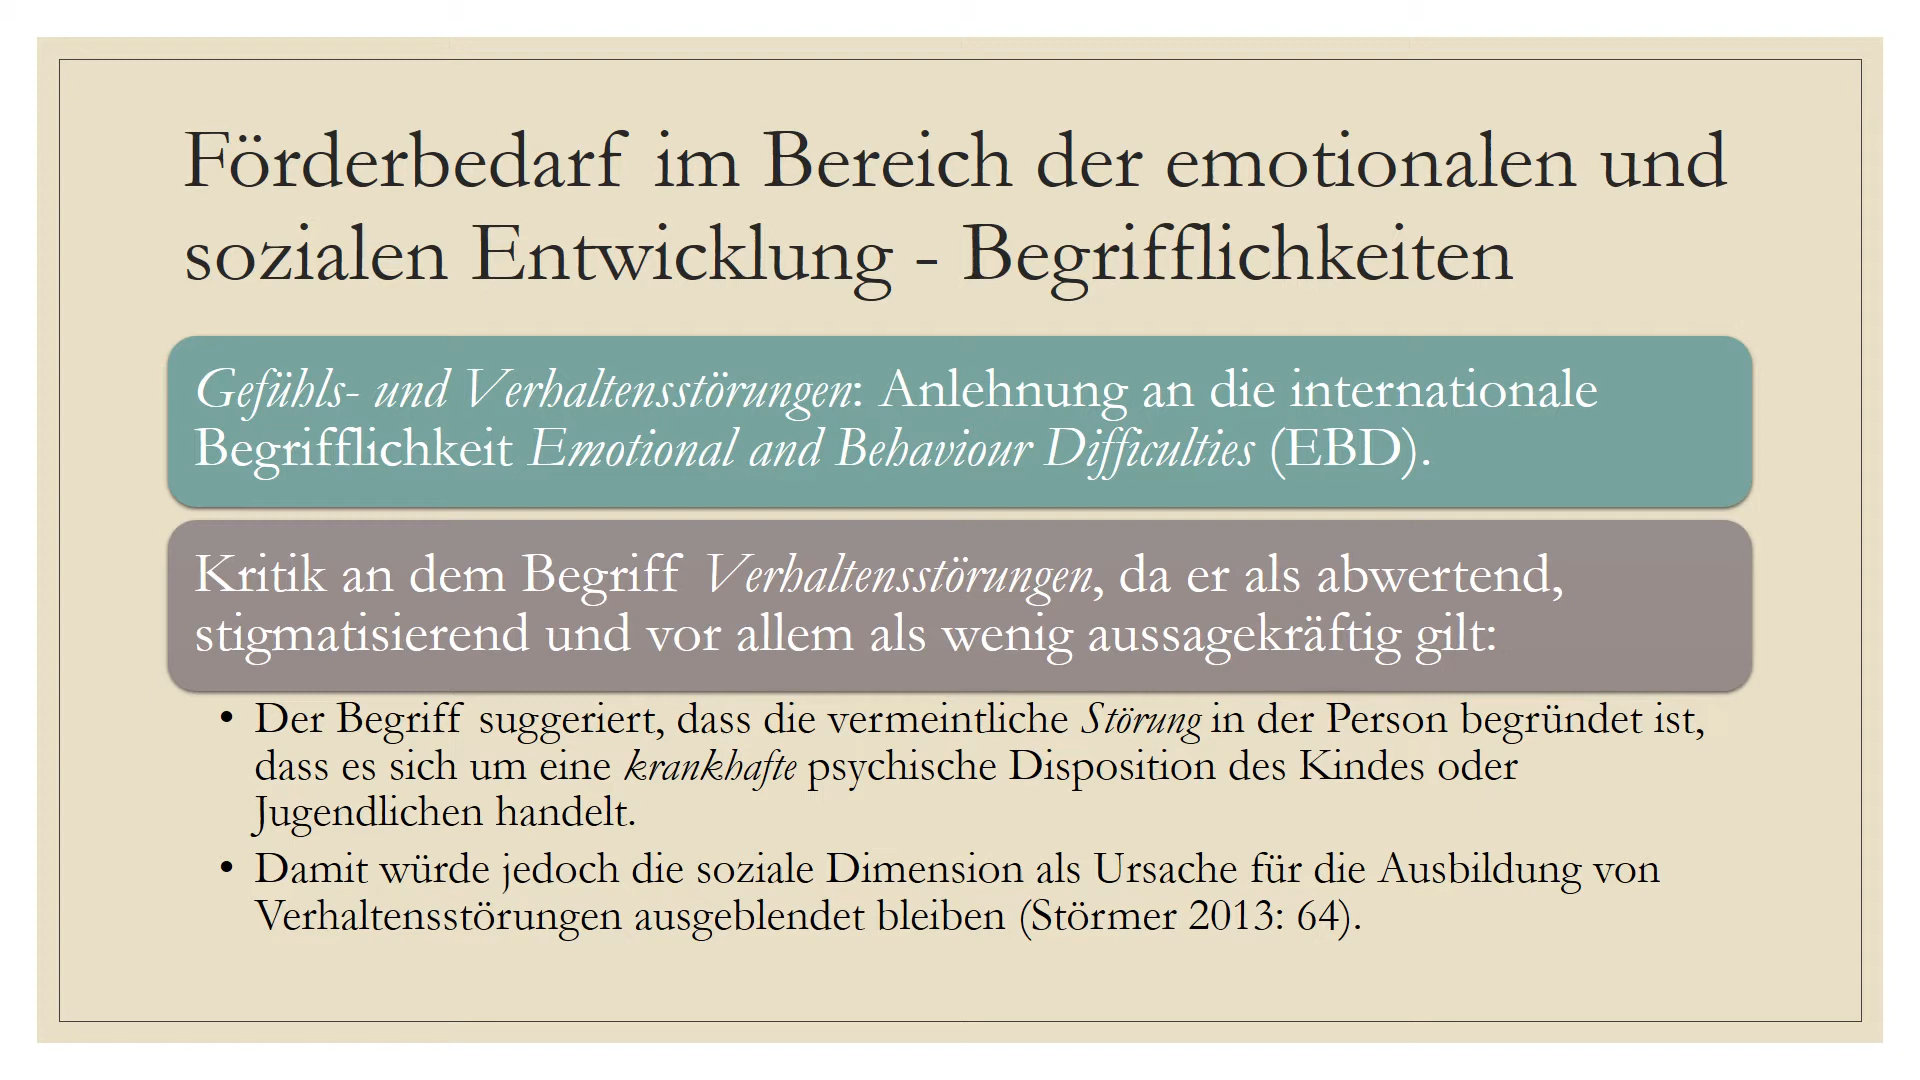 Förderbedarf im Bereich der emotionalen und
sozialen Entwicklung - Begrifflichkeiten
Gefühls- und Verhaltensstörungen: Anlehnung an die internationale
Begrifflichkeit Emotional and Behaviour Difficulties (EBD).
Kritik an dem Begriff Verhaltensstörungen, da er als abwertend,
stigmatisierend und vor allem als wenig aussagekräftig gilt:
• Der Begriff suggeriert, dass die vermeintliche Störung in der Person begründet ist,
dass es sich um eine krankhafte psychische Disposition des Kindes oder
Jugendlichen handelt.
• Damit würde jedoch die soziale Dimension als Ursache für die Ausbildung von
Verhaltensstörungen ausgeblendet bleiben (Störmer 2013: 64).